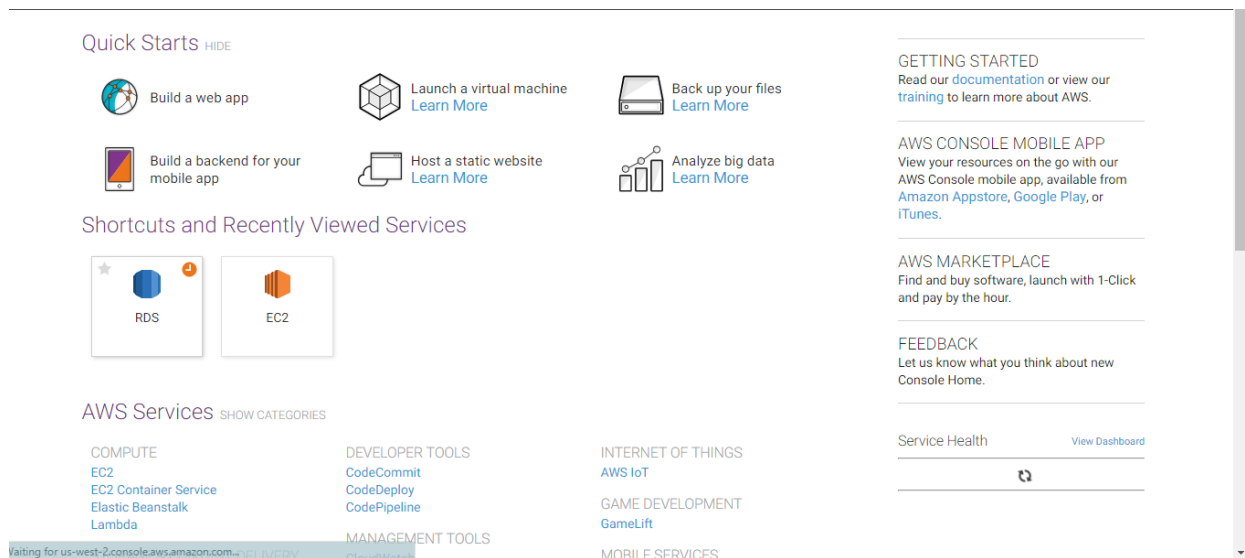 Quick Starts HIDE
Build a web app
Launch a virtual machine
Learn More
Back up your files
Learn More
Build a backend for your
mobile app
Host a static website
Learn More
Analyze big data
Learn More
Shortcuts and Recently Viewed Services
RDS
EC2
AWS Services SHOW CATEGORIES
COMPUTE
EC2
EC2 Container Service
Elastic Beanstalk
Lambda
DEVELOPER TOOLS
CodeCommit
CodeDeploy
CodePipeline
MANAGEMENT TOOLS
CloudWatch
INTERNET OF THINGS
AWS IoT
GAME DEVELOPMENT
GameLift
MOBILE SERVICES
GETTING STARTED
Read our documentation or view our
training to learn more about AWS.
AWS CONSOLE MOBILE APP
View your resources on the go with our
AWS Console mobile app, available from
Amazon Appstore, Google Play, or
iTunes.
AWS MARKETPLACE
Find and buy software, launch with 1-Click
and pay by the hour.
FEEDBACK
Let us know what you think about new
Console Home.
Service Health View Dashboard
Waiting for us-west-2.console.aws.amazon.com...
DELIVERY